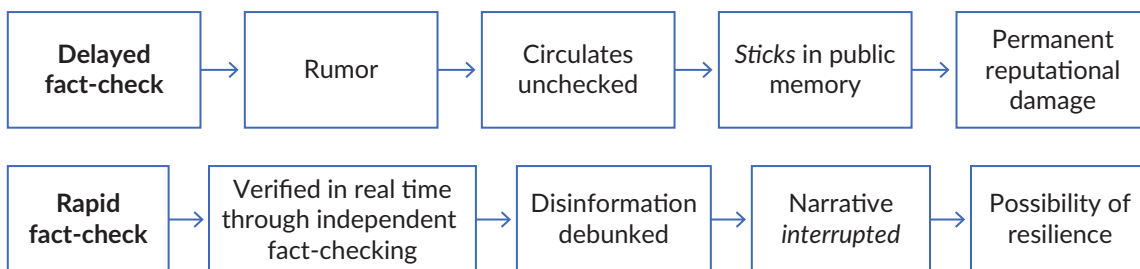 Delayed
fact-check
Rumor
Circulates
unchecked
Sticks in public
memory
Permanent
reputational
damage
Rapid
fact-check
Verified in real time
through independent
fact-checking
Disinformation
debunked
Narrative
interrupted
Possibility of
resilience